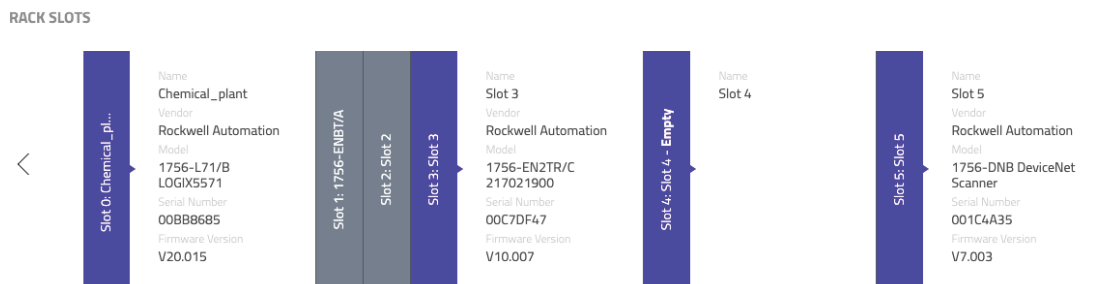 RACK SLOTS
Slot 0: Chemical_pl...
Name
Chemical_plant
Vendor
Rockwell Automation
Model
1756-L71/B
LOGIX5571
Serial Number
00BB8685
Firmware Version
V20.015
Slot 1: 1756-ENBT/A
Slot 2: Slot 2
Slot 3: Slot 3
Name
Slot 3
Vendor
Rockwell Automation
Model
1756-EN2TR/C
217021900
Serial Number
00C7DF47
Firmware Version
V10.007
Slot 4: Slot 4 - Empty
Name
Slot 4
Slot 5: Slot 5
Name
Slot 5
Vendor
Rockwell Automation
Model
1756-DNB DeviceNet
Scanner
Serial Number
001C4A35
Firmware Version
V7.003